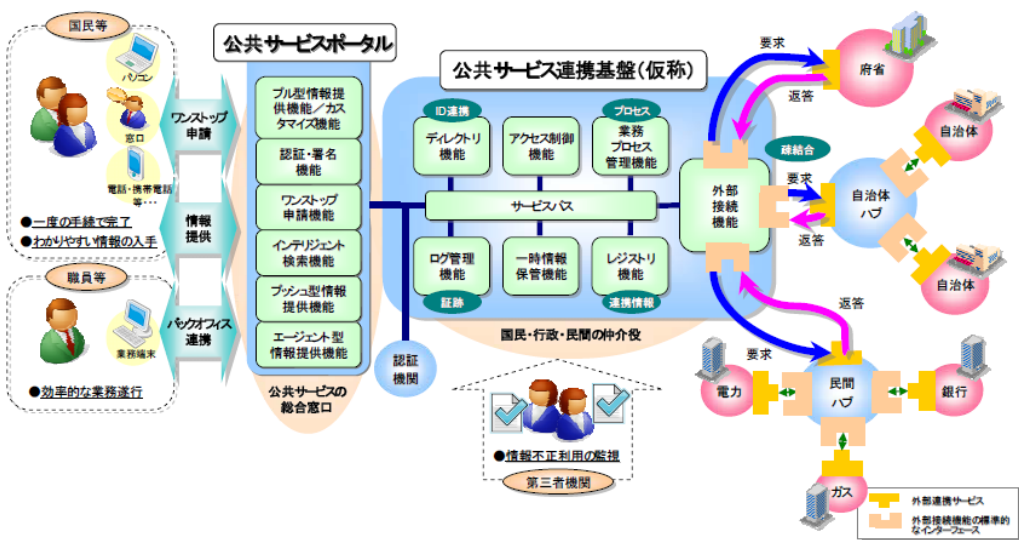 国民等
パソコン
窓口
電話・携帯電話
等・・・
●一度の手続で完了
●わかりやすい情報の入手
職員等
業務端末
●効率的な業務遂行
ワンストップ
申請
情報
提供
バックオフィス
連携
公共サービスポータル
プル型情報提
供機能／カス
タマイズ機能
認証・署名
機能
ワンストップ
申請機能
インテリジェント
検索機能
プッシュ型情報
提供機能
エージェント型
情報提供機能
公共サービスの
総合窓口
公共サービス連携基盤（仮称）
ID連携
ディレクトリ
機能
アクセス制御
機能
プロセス
業務
プロセス
管理機能
サービスバス
ログ管理
機能
証跡
一時情報
保管機能
レジストリ
機能
連携情報
外部
接続
機能
国民・行政・民間の仲介役
認証
機関
●情報不正利用の監視
第三者機関
疎結合
要求
返答
府省
要求
返答
自治体
ハブ
自治体
自治体
返答
要求
民間
ハブ
電力
銀行
ガス
外部連携サービス
外部接続機能の標準的
なインターフェース